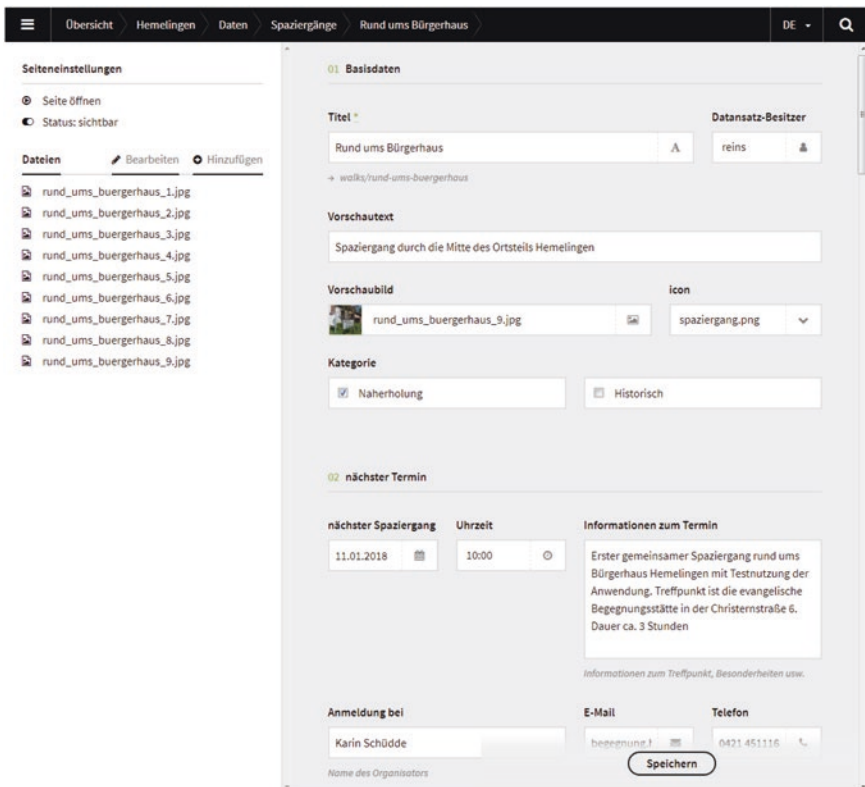 Übersicht Hemelingen Daten Spaziergänge Rund ums Bürgerhaus DE
Seiteneinstellungen
Seite öffnen
Status: sichtbar
Dateien Bearbeiten Hinzufügen
rund_ums_buergerhaus_1.jpg
rund_ums_buergerhaus_2.jpg
rund_ums_buergerhaus_3.jpg
rund_ums_buergerhaus_4.jpg
rund_ums_buergerhaus_5.jpg
rund_ums_buergerhaus_6.jpg
rund_ums_buergerhaus_7.jpg
rund_ums_buergerhaus_8.jpg
rund_ums_buergerhaus_9.jpg
01 Basisdaten
Titel * Datansatz-Besitzer
Rund ums Bürgerhaus A reins
→ walks/rund-ums-buergerhaus
Vorschautext
Spaziergang durch die Mitte des Ortsteils Hemelingen
Vorschaubild icon
rund_ums_buergerhaus_9.jpg spaziergang.png
Kategorie
Naherholung Historisch
02 nächster Termin
nächster Spaziergang Uhrzeit Informationen zum Termin
11.01.2018 10:00
Erster gemeinsamer Spaziergang rund ums
Bürgerhaus Hemelingen mit Testnutzung der
Anwendung. Treffpunkt ist die evangelische
Begegnungsstätte in der Christernstraße 6.
Dauer ca. 3 Stunden
Informationen zum Treffpunkt, Besonderheiten usw.
Anmeldung bei E-Mail Telefon
Karin Schüdde begegnung.h 0421 451116
Speichern
Name des Organisators